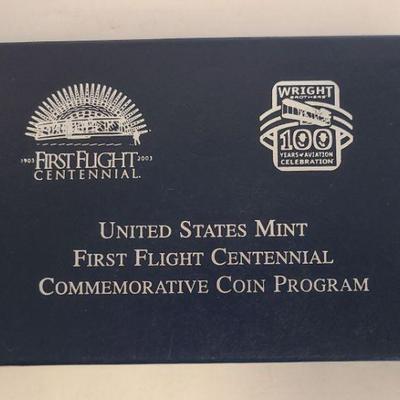 1903 2003
FIRST FLIGHT
CENTENNIAL
WRIGHT
BROTHERS
100
YEARS OF AVIATION
CELEBRATION
UNITED STATES MINT
FIRST FLIGHT CENTENNIAL
COMMEMORATIVE COIN PROGRAM